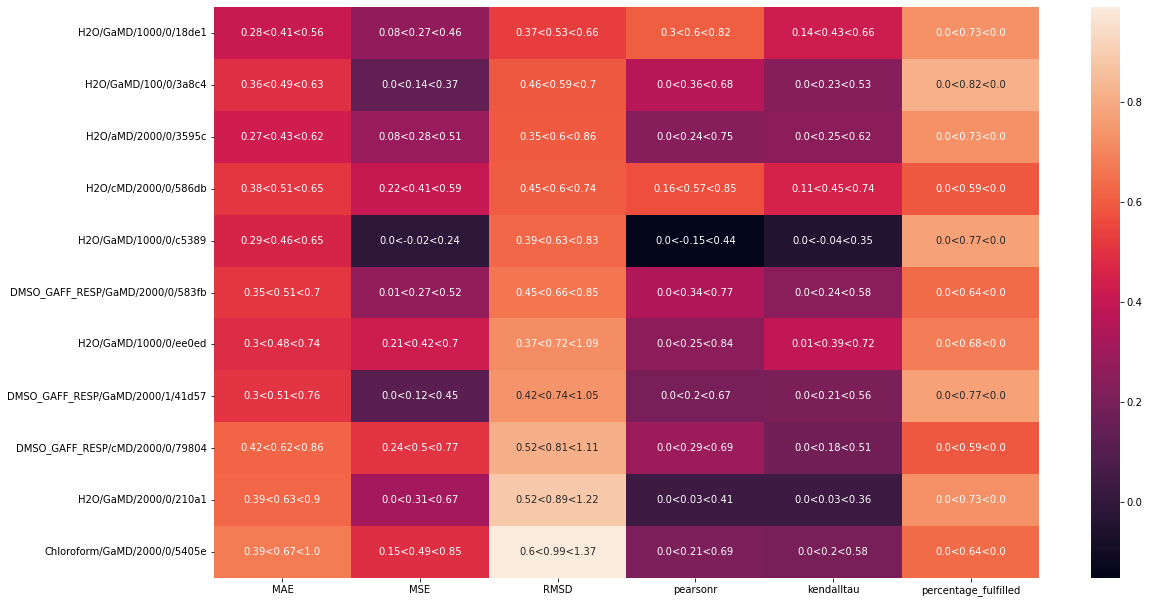 H2O/GaMD/1000/0/18de1 0.28<0.41<0.56 0.08<0.27<0.46 0.37<0.53<0.66 0.3<0.6<0.82 0.14<0.43<0.66 0.0<0.73<0.0
H2O/GaMD/100/0/3a8c4 0.36<0.49<0.63 0.0<0.14<0.37 0.46<0.59<0.7 0.0<0.36<0.68 0.0<0.23<0.53 0.0<0.82<0.0
0.8
H2O/aMD/2000/0/3595c 0.27<0.43<0.62 0.08<0.28<0.51 0.35<0.6<0.86 0.0<0.24<0.75 0.0<0.25<0.62 0.0<0.73<0.0
H2O/cMD/2000/0/586db 0.38<0.51<0.65 0.22<0.41<0.59 0.45<0.6<0.74 0.16<0.57<0.85 0.11<0.45<0.74 0.0<0.59<0.0
0.6
H2O/GaMD/1000/0/c5389 0.29<0.46<0.65 0.0<-0.02<0.24 0.39<0.63<0.83 0.0<-0.15<0.44 0.0<-0.04<0.35 0.0<0.77<0.0
DMSO_GAFF_RESP/GaMD/2000/0/583fb 0.35<0.51<0.7 0.01<0.27<0.52 0.45<0.66<0.85 0.0<0.34<0.77 0.0<0.24<0.58 0.0<0.64<0.0
0.4
H2O/GaMD/1000/0/ee0ed 0.3<0.48<0.74 0.21<0.42<0.7 0.37<0.72<1.09 0.0<0.25<0.84 0.01<0.39<0.72 0.0<0.68<0.0
DMSO_GAFF_RESP/GaMD/2000/1/41d57 0.3<0.51<0.76 0.0<0.12<0.45 0.42<0.74<1.05 0.0<0.2<0.67 0.0<0.21<0.56 0.0<0.77<0.0
0.2
DMSO_GAFF_RESP/cMD/2000/0/79804 0.42<0.62<0.86 0.24<0.5<0.77 0.52<0.81<1.11 0.0<0.29<0.69 0.0<0.18<0.51 0.0<0.59<0.0
H2O/GaMD/2000/0/210a1 0.39<0.63<0.9 0.0<0.31<0.67 0.52<0.89<1.22 0.0<0.03<0.41 0.0<0.03<0.36 0.0<0.73<0.0
0.0
Chloroform/GaMD/2000/0/5405e 0.39<0.67<1.0 0.15<0.49<0.85 0.6<0.99<1.37 0.0<0.21<0.69 0.0<0.2<0.58 0.0<0.64<0.0
MAE MSE RMSD pearsonr kendalltau percentage_fulfilled